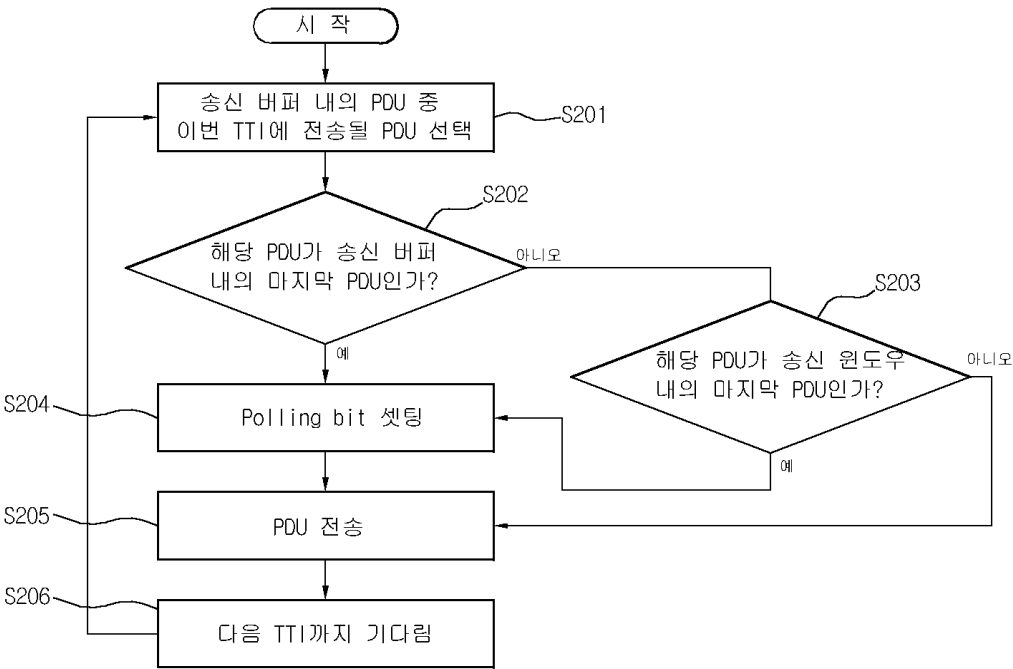 시 작
송신 버퍼 내의 PDU 중
이번 TTI에 전송될 PDU 선택
S201
S202
해당 PDU가 송신 버퍼
내의 마지막 PDU인가?
아니오
예
S203
해당 PDU가 송신 윈도우
내의 마지막 PDU인가?
아니오
예
S204
Polling bit 셋팅
S205
PDU 전송
S206
다음 TTI까지 기다림